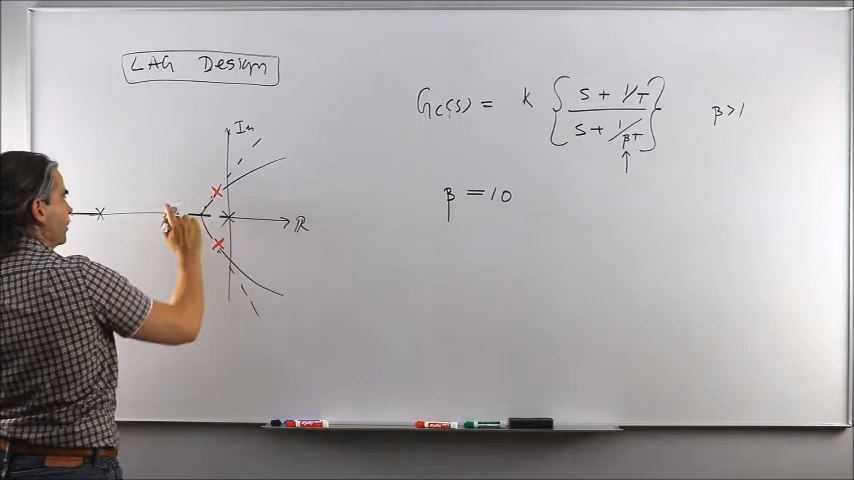 LAG Design
Im
ℝ
Gc(s) = K { (s + 1/T) / (s + 1/βT) }
β > 1
β = 10